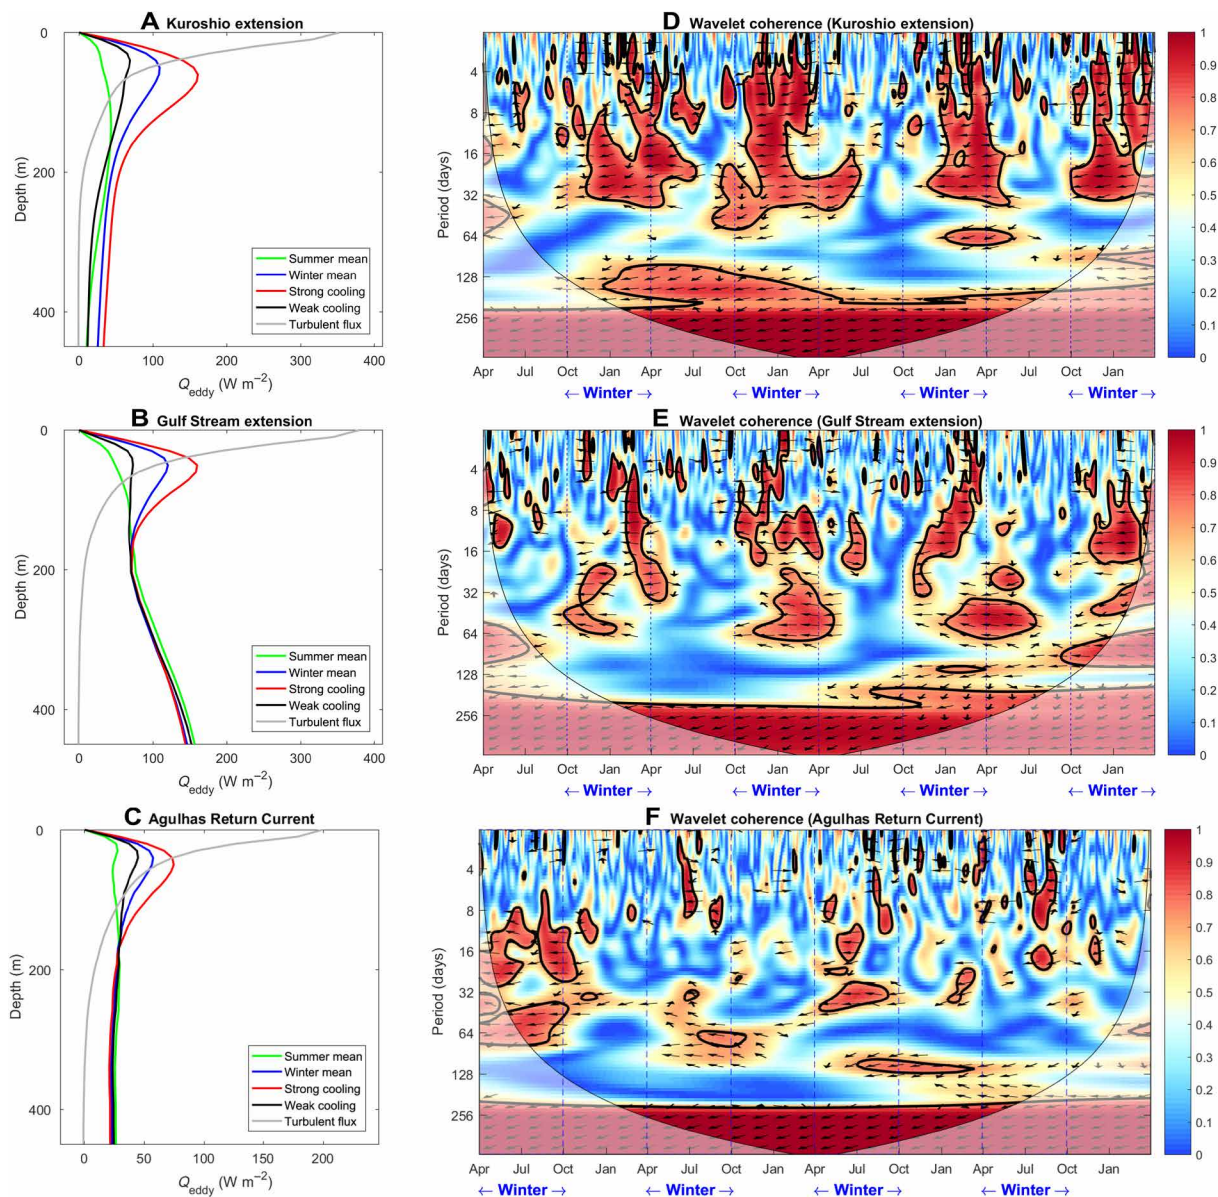 A Kuroshio extension
0
200
400
Depth (m)
Summer mean
Winter mean
Strong cooling
Weak cooling
Turbulent flux
0 100 200 300 400
Qeddy (W m−2)
D Wavelet coherence (Kuroshio extension)
4
8
16
32
64
128
256
Period (days)
Apr Jul Oct Jan Apr Jul Oct Jan Apr Jul Oct Jan Apr Jul Oct Jan
← Winter → ← Winter → ← Winter → ← Winter →
1
0.9
0.8
0.7
0.6
0.5
0.4
0.3
0.2
0.1
0
B Gulf Stream extension
0
200
400
Depth (m)
Summer mean
Winter mean
Strong cooling
Weak cooling
Turbulent flux
0 100 200 300 400
Qeddy (W m−2)
E Wavelet coherence (Gulf Stream extension)
4
8
16
32
64
128
256
Period (days)
Apr Jul Oct Jan Apr Jul Oct Jan Apr Jul Oct Jan Apr Jul Oct Jan
← Winter → ← Winter → ← Winter → ← Winter →
1
0.9
0.8
0.7
0.6
0.5
0.4
0.3
0.2
0.1
0
C Agulhas Return Current
0
200
400
Depth (m)
Summer mean
Winter mean
Strong cooling
Weak cooling
Turbulent flux
0 50 100 150 200
Qeddy (W m−2)
F Wavelet coherence (Agulhas Return Current)
4
8
16
32
64
128
256
Period (days)
Apr Jul Oct Jan Apr Jul Oct Jan Apr Jul Oct Jan Apr Jul Oct Jan
← Winter → ← Winter → ← Winter → ← Winter →
1
0.9
0.8
0.7
0.6
0.5
0.4
0.3
0.2
0.1
0